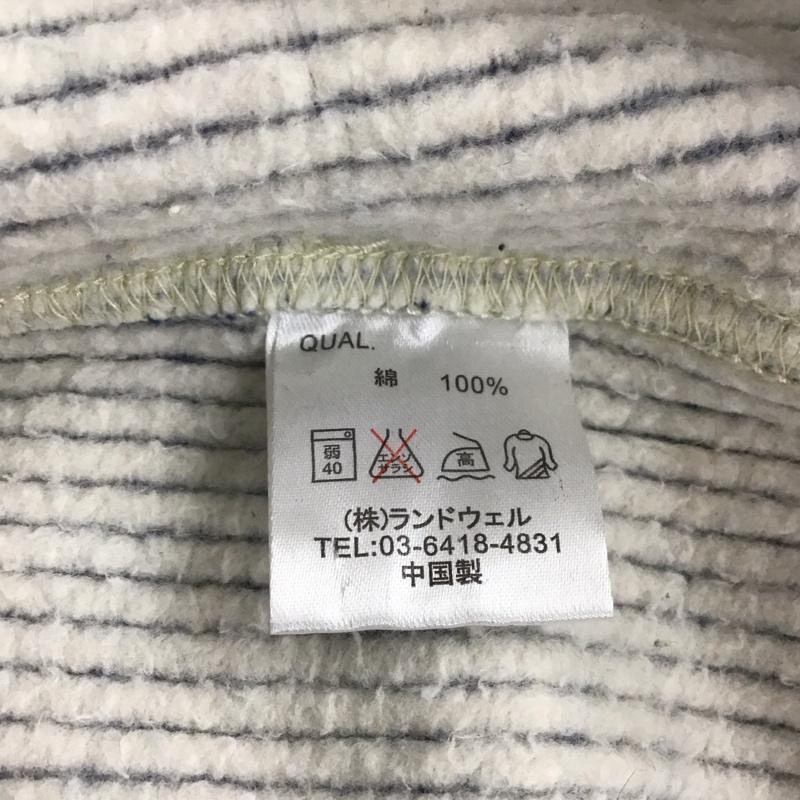 QUAL.
綿 100%
弱 エンソ 高
40 サラシ
(株)ランドウェル
TEL:03-6418-4831
中国製